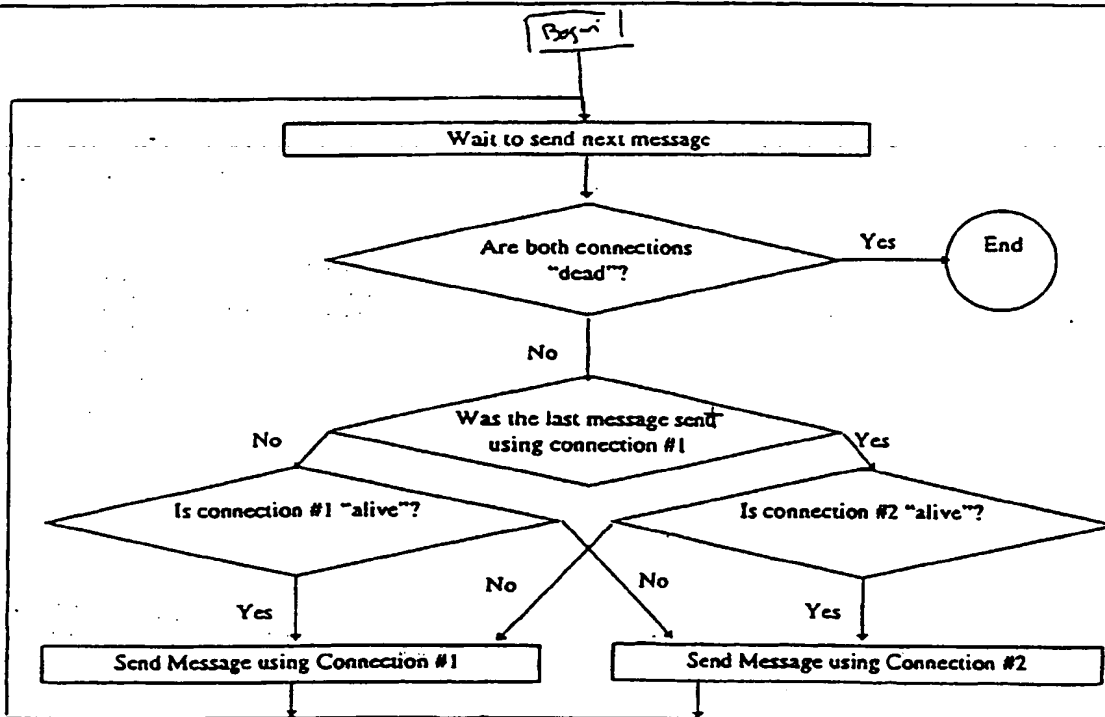 Begin
Wait to send next message
Are both connections
"dead"?
Yes
End
No
Was the last message sent
using connection #1
No
Yes
Is connection #1 "alive"?
Is connection #2 "alive"?
No
No
Yes
Yes
Send Message using Connection #1
Send Message using Connection #2